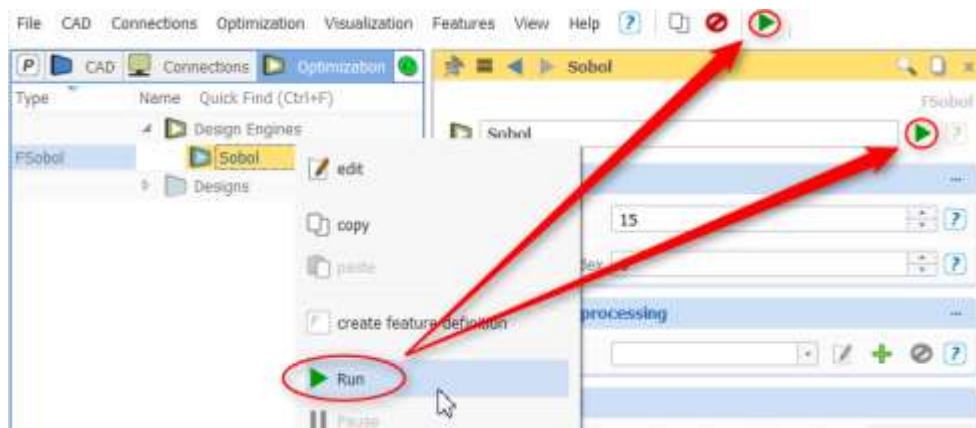 File CAD Connections Optimization Visualization Features View Help ?
P CAD Connections Optimization
Sobol
Type Name Quick Find (Ctrl+F)
FSobol
Design Engines
Sobol
?
FSobol
Sobol
Designs
edit
copy
15
?
paste
dex
?
create feature definition
processing
?
Run
Pause